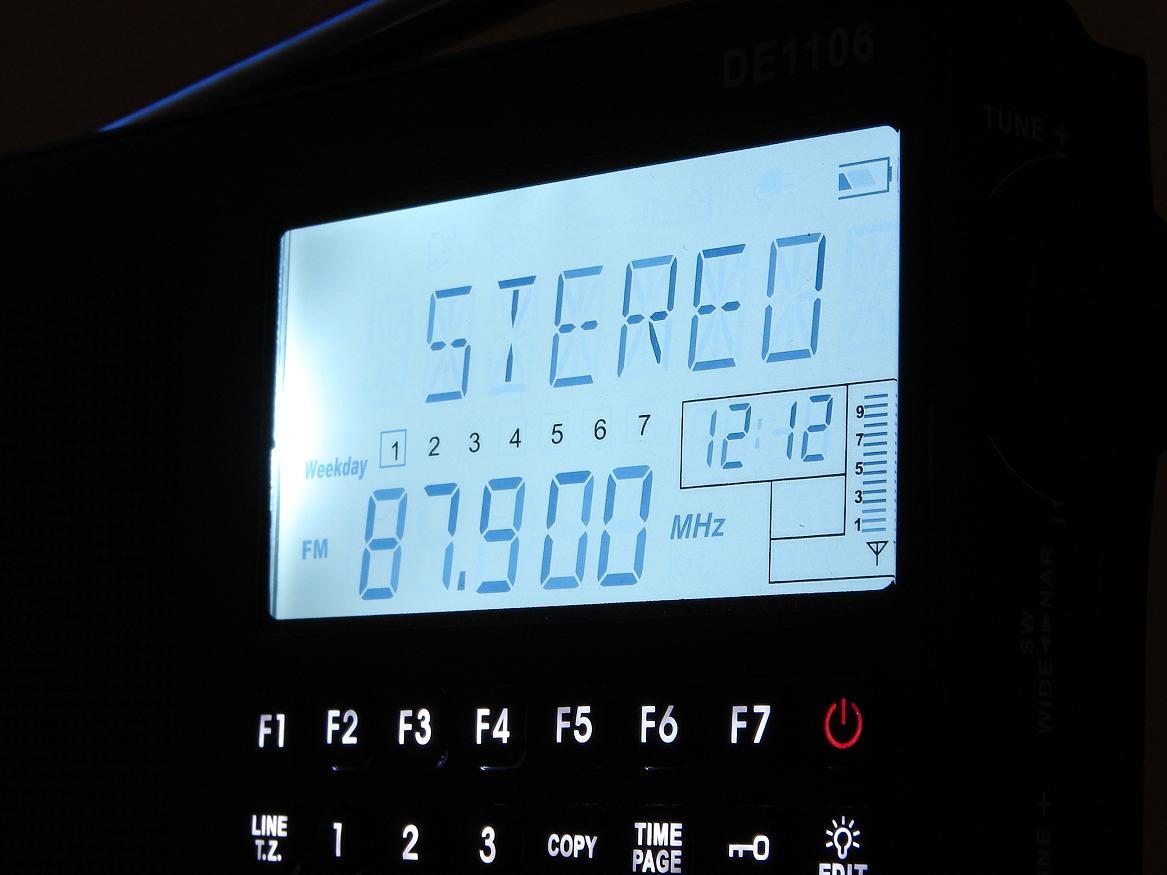 DE1106
TUNE +
STEREO
1 2 3 4 5 6 7
Weekday
12:12
9
7
5
3
1
FM 87.900 MHz
SW
WIDE◄►NAR
F1 F2 F3 F4 F5 F6 F7
LINE T.Z. 1 2 3 COPY TIME PAGE EDIT